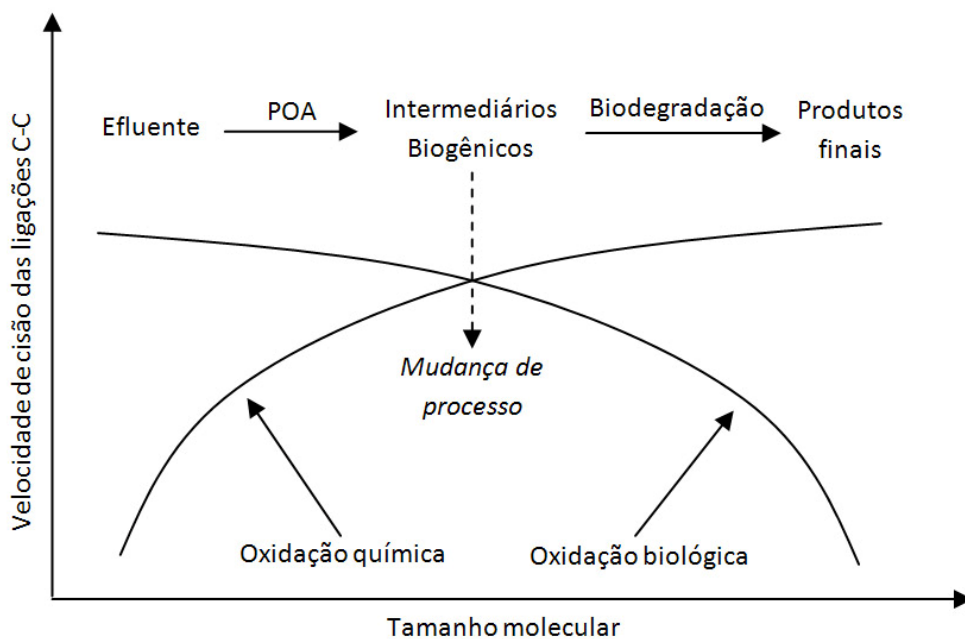 Velocidade de cisão das ligações C-C
Efluente
POA
Intermediários
Biogênicos
Biodegradação
Produtos
finais
Mudança de
processo
Oxidação química
Oxidação biológica
Tamanho molecular